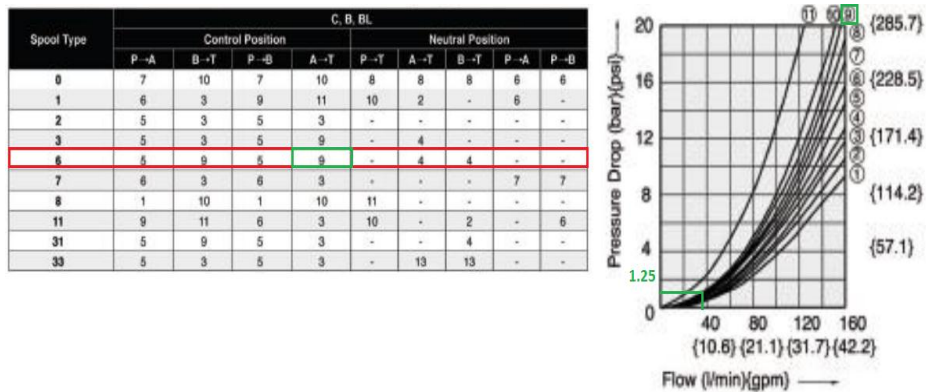 C, B, BL
Spool Type Control Position Neutral Position
P→A B→T P→B A→T P→T A→T B→T P→A P→B
0 7 10 7 10 8 8 8 6 6
1 6 3 9 11 10 2 - 6 -
2 5 3 5 3 - - - - -
3 5 3 5 9 - 4 - - -
6 5 9 5 9 - 4 4 - -
7 6 3 6 3 - - - 7 7
8 1 10 1 10 11 - - - -
11 9 11 6 3 10 - 2 - 6
31 5 9 5 3 - - 4 - -
33 5 3 5 3 - 13 13 - -
Pressure Drop (bar){psi} →
⑪ ⑩ ⑨
20 {285.7}
⑧
⑦
16 ⑥ {228.5}
⑤
④
12 ③ {171.4}
②
①
8 {114.2}
4 {57.1}
1.25
0
40 80 120 160
{10.6} {21.1} {31.7} {42.2}
Flow (l/min){gpm} →